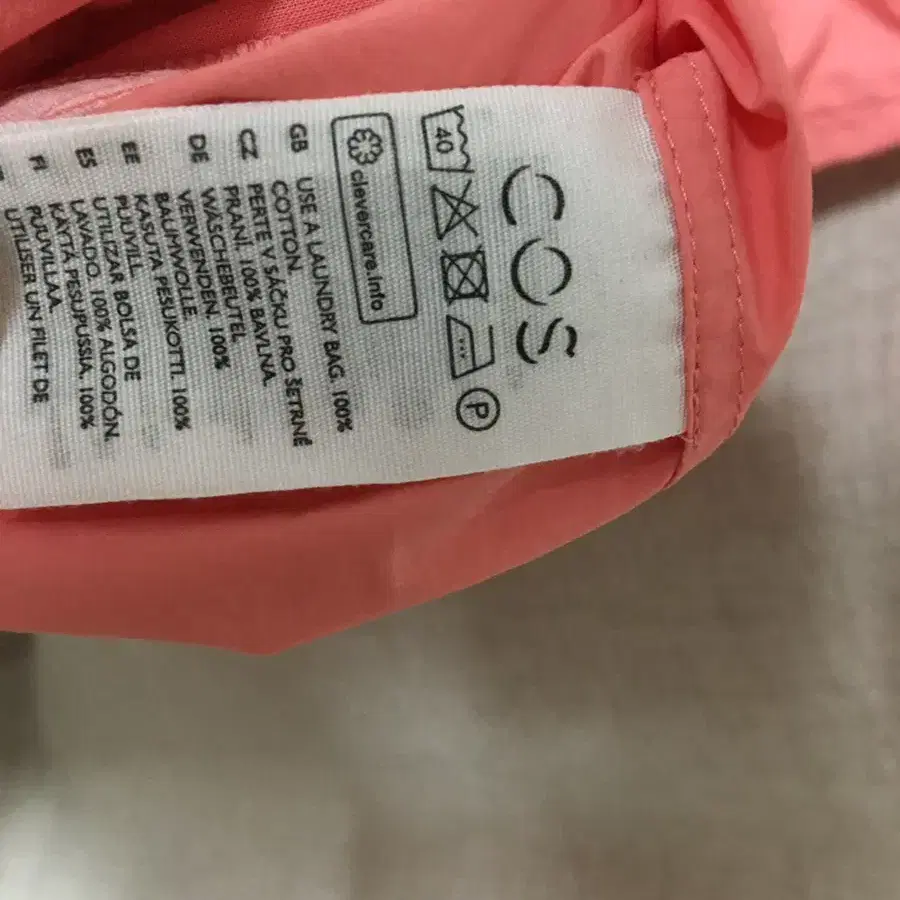 COS
40
P
clevercare.info
GB USE A LAUNDRY BAG. 100%
COTTON.
CZ PERTE V SÁČKU PRO ŠETRNÉ
PRANÍ. 100% BAVLNA.
DE WÄSCHEBEUTEL
VERWENDEN. 100%
BAUMWOLLE.
EE KASUTA PESUKOTTI. 100%
PUUVILL.
ES UTILIZAR BOLSA DE
LAVADO. 100% ALGODÓN.
FI KÄYTTÄ PESUPUSSIA. 100%
PUUVILLAA.
UTILISER UN FILET DE